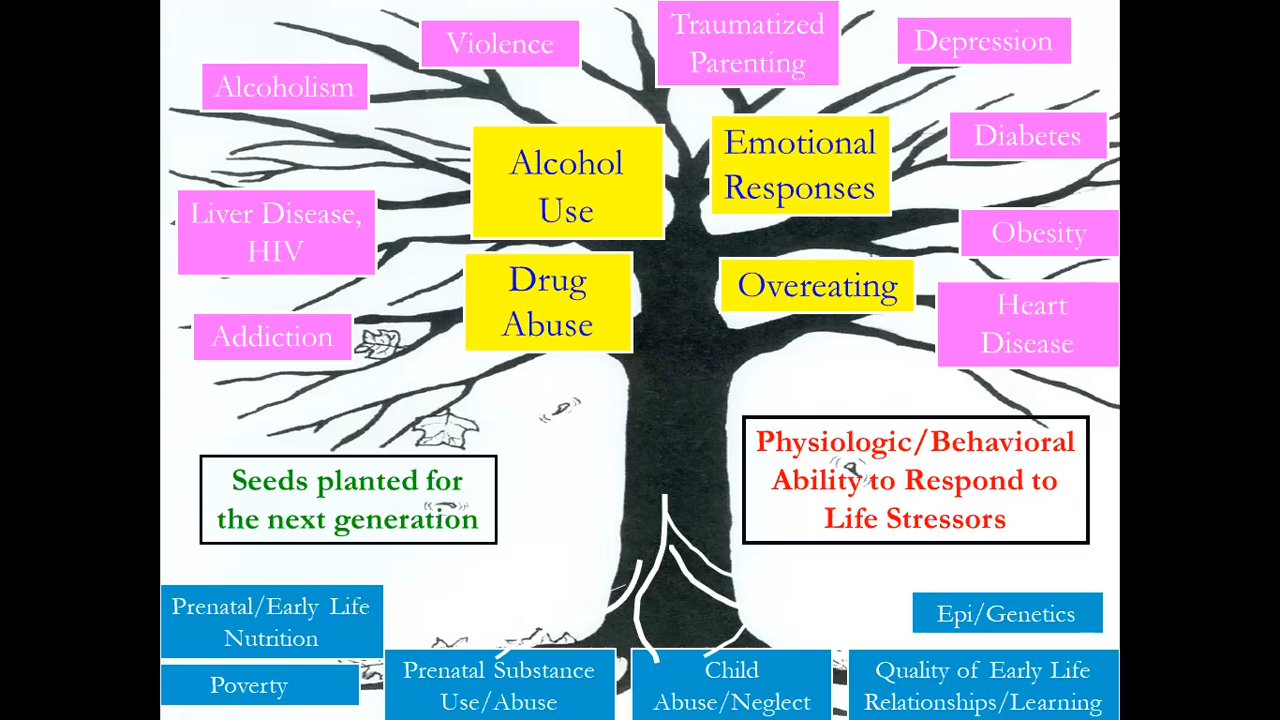 Violence
Traumatized
Parenting
Depression
Alcoholism
Alcohol
Use
Emotional
Responses
Diabetes
Liver Disease,
HIV
Obesity
Drug
Abuse
Overeating
Addiction
Heart
Disease
Seeds planted for
the next generation
Physiologic/Behavioral
Ability to Respond to
Life Stressors
Prenatal/Early Life
Nutrition
Epi/Genetics
Poverty
Prenatal Substance
Use/Abuse
Child
Abuse/Neglect
Quality of Early Life
Relationships/Learning